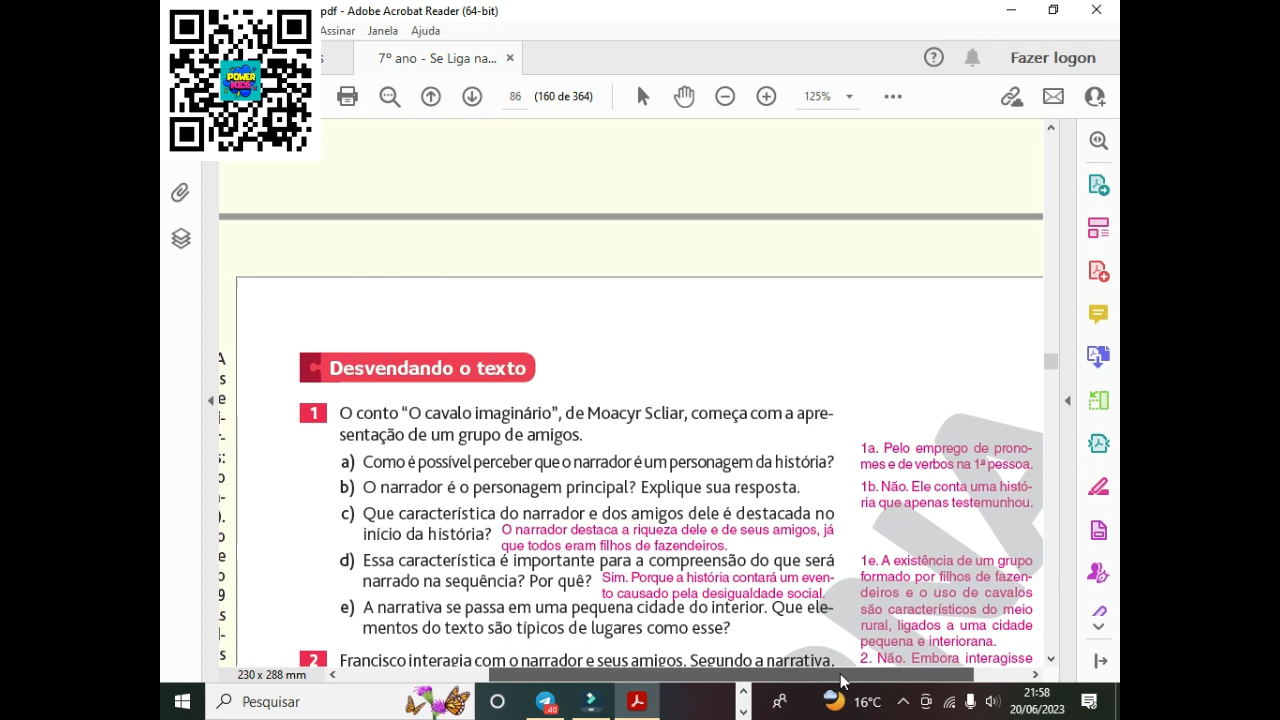 .pdf - Adobe Acrobat Reader (64-bit)
Assinar Janela Ajuda
s 7º ano - Se Liga na... × Fazer logon
86 (160 de 364) 125%
POWER
KIDS
Desvendando o texto
1 O conto “O cavalo imaginário”, de Moacyr Scliar, começa com a apre-
sentação de um grupo de amigos.
a) Como é possível perceber que o narrador é um personagem da história?
1a. Pelo emprego de prono-
mes e de verbos na 1ª pessoa.
b) O narrador é o personagem principal? Explique sua resposta.
1b. Não. Ele conta uma histó-
ria que apenas testemunhou.
c) Que característica do narrador e dos amigos dele é destacada no
início da história? O narrador destaca a riqueza dele e de seus amigos, já
que todos eram filhos de fazendeiros.
d) Essa característica é importante para a compreensão do que será
narrado na sequência? Por quê? Sim. Porque a história contará um even-
to causado pela desigualdade social.
e) A narrativa se passa em uma pequena cidade do interior. Que ele-
mentos do texto são típicos de lugares como esse?
1e. A existência de um grupo
formado por filhos de fazen-
deiros e o uso de cavalos
são característicos do meio
rural, ligados a uma cidade
pequena e interiorana.
2 Francisco interagia com o narrador e seus amigos. Segundo a narrativa,
2. Não. Embora interagisse
230 x 288 mm
Pesquisar
40
16°C
21:58
20/06/2023